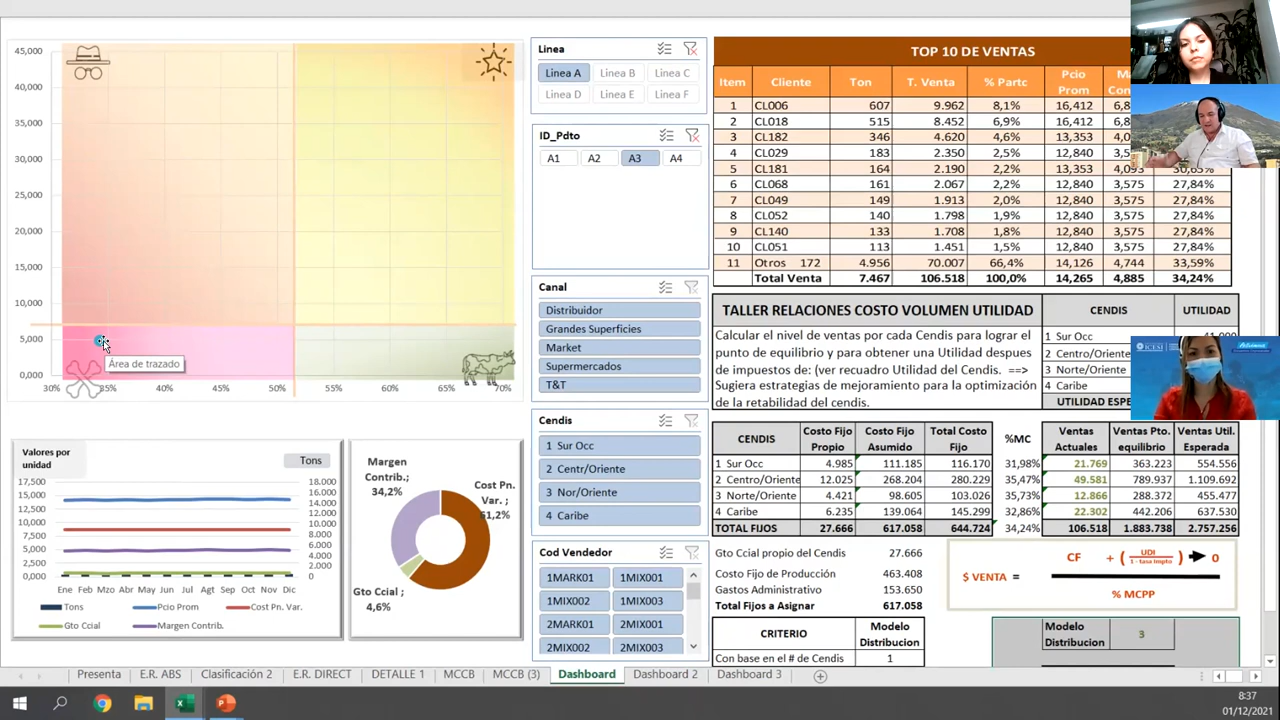 45,000
40,000
35,000
30,000
25,000
20,000
15,000
10,000
5,000
0,000
30% 35% 40% 45% 50% 55% 60% 65% 70%
Área de trazado
Linea
Linea A Linea B Linea C
Linea D Linea E Linea F
ID_Pdto
A1 A2 A3 A4
Canal
Distribuidor
Grandes Superficies
Market
Supermercados
T&T
Cendis
1 Sur Occ
2 Centr/Oriente
3 Nor/Oriente
4 Caribe
Cod Vendedor
1MARK01 1MIX001
1MIX002 1MIX003
2MARK01 2MIX001
2MIX002 2MIX003
TOP 10 DE VENTAS
Item Cliente Ton T. Venta % Partc Pcio Prom
1 CL006 607 9.962 8,1% 16,412
2 CL018 515 8.452 6,9% 16,412
3 CL182 346 4.620 4,6% 13,353
4 CL029 183 2.350 2,5% 12,840
5 CL181 164 2.190 2,2% 13,353 4,093 30,65%
6 CL068 161 2.067 2,2% 12,840 3,575 27,84%
7 CL049 149 1.913 2,0% 12,840 3,575 27,84%
8 CL052 140 1.798 1,9% 12,840 3,575 27,84%
9 CL140 133 1.708 1,8% 12,840 3,575 27,84%
10 CL051 113 1.451 1,5% 12,840 3,575 27,84%
11 Otros 172 4.956 70.007 66,4% 14,126 4,744 33,59%
Total Venta 7.467 106.518 100,0% 14,265 4,885 34,24%
TALLER RELACIONES COSTO VOLUMEN UTILIDAD
Calcular el nivel de ventas por cada Cendis para lograr el
punto de equilibrio y para obtener una Utilidad despues
de impuestos de: (ver recuadro Utilidad del Cendis. ==>
Sugiera estrategias de mejoramiento para la optimización
de la retabilidad del cendis.
CENDIS UTILIDAD
1 Sur Occ 41.000
2 Centro/Oriente
3 Norte/Oriente
4 Caribe
UTILIDAD
CENDIS Costo Fijo Propio Costo Fijo Asumido Total Costo Fijo %MC Ventas Actuales Ventas Pto. equilibrio Ventas Util. Esperada
1 Sur Occ 4.985 111.185 116.170 31,98% 21.769 363.223 554.556
2 Centro/Oriente 12.025 268.204 280.229 35,47% 49.581 789.937 1.109.692
3 Norte/Oriente 4.421 98.605 103.026 35,73% 12.866 288.372 455.477
4 Caribe 6.235 139.064 145.299 32,86% 22.302 442.206 637.530
TOTAL FIJOS 27.666 617.058 644.724 34,24% 106.518 1.883.738 2.757.256
Gto Ccial propio del Cendis 27.666
Costo Fijo de Producción 463.408
Gastos Administrativo 153.650
Total Fijos a Asignar 617.058
$ VENTA = CF + ( UDI / 1 - tasa Impto ) 0
% MCPP
CRITERIO Modelo Distribucion
Con base en el # de Cendis 1
Modelo Distribucion 3
Valores por unidad
Tons
17,500 18.000
15,000 16.000
12,500 14.000
10,000 12.000
7,500 10.000
5,000 8.000
2,500 6.000
0,000 4.000
2.000
0
Ene Feb Mzo Abr May Jun Jul Agt Sep Oct Nov Dic
Tons Pcio Prom Cost Pn. Var.
Gto Ccial Margen Contrib.
Margen Contrib.; 34,2%
Cost Pn. Var. ; 61,2%
Gto Ccial ; 4,6%
Presenta E.R. ABS Clasificación 2 E.R. DIRECT DETALLE 1 MCCB MCCB (3) Dashboard Dashboard 2 Dashboard 3
8:37
01/12/2021